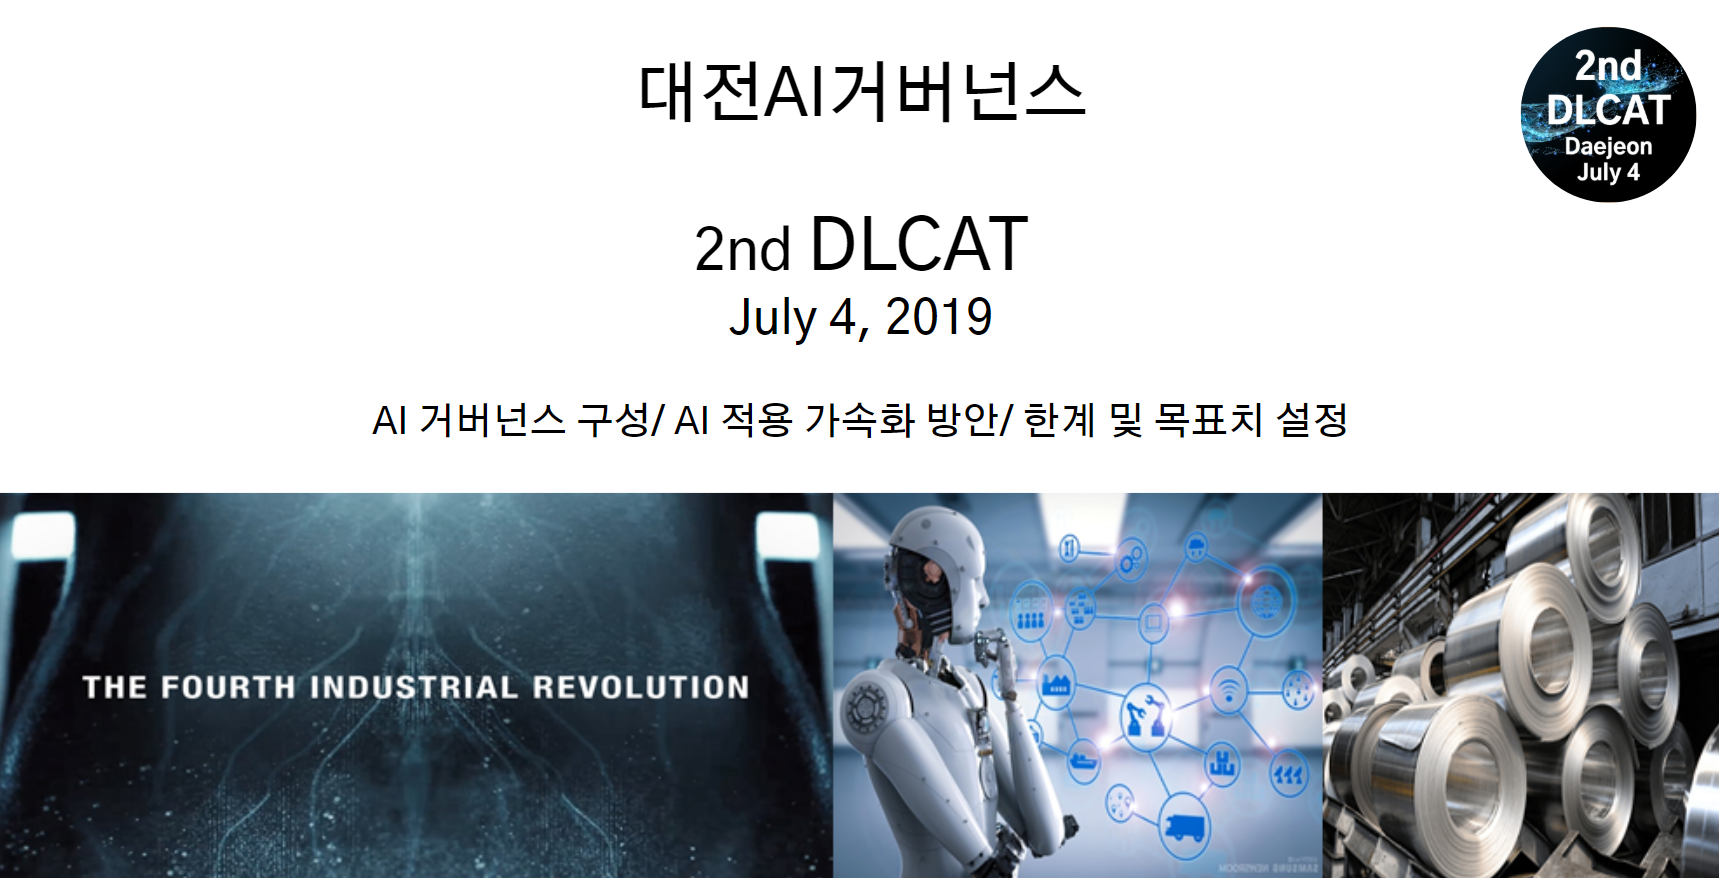 대전AI거버넌스
2nd
DLCAT
Daejeon
July 4
2nd DLCAT
July 4, 2019
AI 거버넌스 구성/ AI 적용 가속화 방안/ 한계 및 목표치 설정
THE FOURTH INDUSTRIAL REVOLUTION
SAMSUNG NEWSROOM